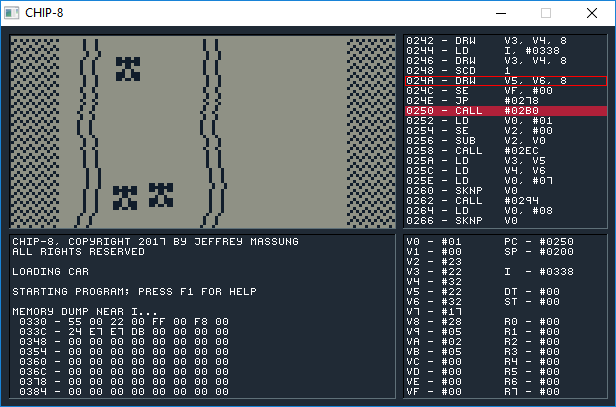 CHIP-8
0242 - DRW V3, V4, 8
0244 - LD I, #0338
0246 - DRW V3, V4, 8
0248 - SCD 1
024A - DRW V5, V6, 8
024C - SE VF, #00
024E - JP #0278
0250 - CALL #02B0
0252 - LD V0, #01
0254 - SE V2, #00
0256 - SUB V2, V0
0258 - CALL #02EC
025A - LD V3, V5
025C - LD V4, V6
025E - LD V0, #07
0260 - SKNP V0
0262 - CALL #0294
0264 - LD V0, #08
0266 - SKNP V0
CHIP-8, COPYRIGHT 2017 BY JEFFREY MASSUNG
ALL RIGHTS RESERVED
LOADING CAR
STARTING PROGRAM; PRESS F1 FOR HELP
MEMORY DUMP NEAR I...
0330 - 55 00 22 00 FF 00 F8 00
033C - 24 E7 E7 DB 00 00 00 00
0348 - 00 00 00 00 00 00 00 00
0354 - 00 00 00 00 00 00 00 00
0360 - 00 00 00 00 00 00 00 00
036C - 00 00 00 00 00 00 00 00
0378 - 00 00 00 00 00 00 00 00
0384 - 00 00 00 00 00 00 00 00
V0 - #01 PC - #0250
V1 - #00 SP - #0200
V2 - #23
V3 - #22 I - #0338
V4 - #32
V5 - #22 DT - #00
V6 - #32 ST - #00
V7 - #17
V8 - #28 R0 - #00
V9 - #05 R1 - #00
VA - #02 R2 - #00
VB - #05 R3 - #00
VC - #00 R4 - #00
VD - #00 R5 - #00
VE - #00 R6 - #00
VF - #00 R7 - #00